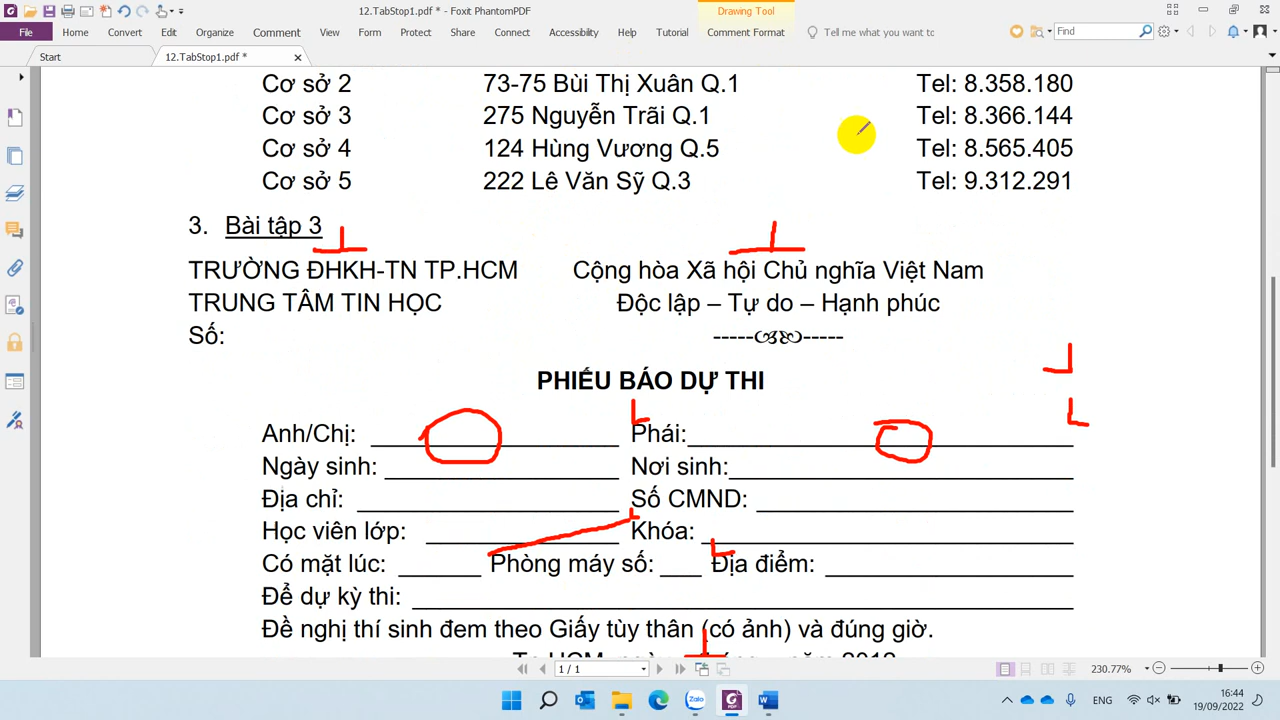 12.TabStop1.pdf * - Foxit PhantomPDF
Drawing Tool
File Home Convert Edit Organize Comment View Form Protect Share Connect Accessibility Help Tutorial Comment Format Tell me what you want to Find
Start 12.TabStop1.pdf *
Cơ sở 2 73-75 Bùi Thị Xuân Q.1 Tel: 8.358.180
Cơ sở 3 275 Nguyễn Trãi Q.1 Tel: 8.366.144
Cơ sở 4 124 Hùng Vương Q.5 Tel: 8.565.405
Cơ sở 5 222 Lê Văn Sỹ Q.3 Tel: 9.312.291
3. Bài tập 3
TRƯỜNG ĐHKH-TN TP.HCM Cộng hòa Xã hội Chủ nghĩa Việt Nam
TRUNG TÂM TIN HỌC Độc lập – Tự do – Hạnh phúc
Số:
PHIẾU BÁO DỰ THI
Anh/Chị: Phái:
Ngày sinh: Nơi sinh:
Địa chỉ: Số CMND:
Học viên lớp: Khóa:
Có mặt lúc: Phòng máy số: Địa điểm:
Để dự kỳ thi:
Đề nghị thí sinh đem theo Giấy tùy thân (có ảnh) và đúng giờ.
1 / 1 230.77%
ENG 16:44
19/09/2022